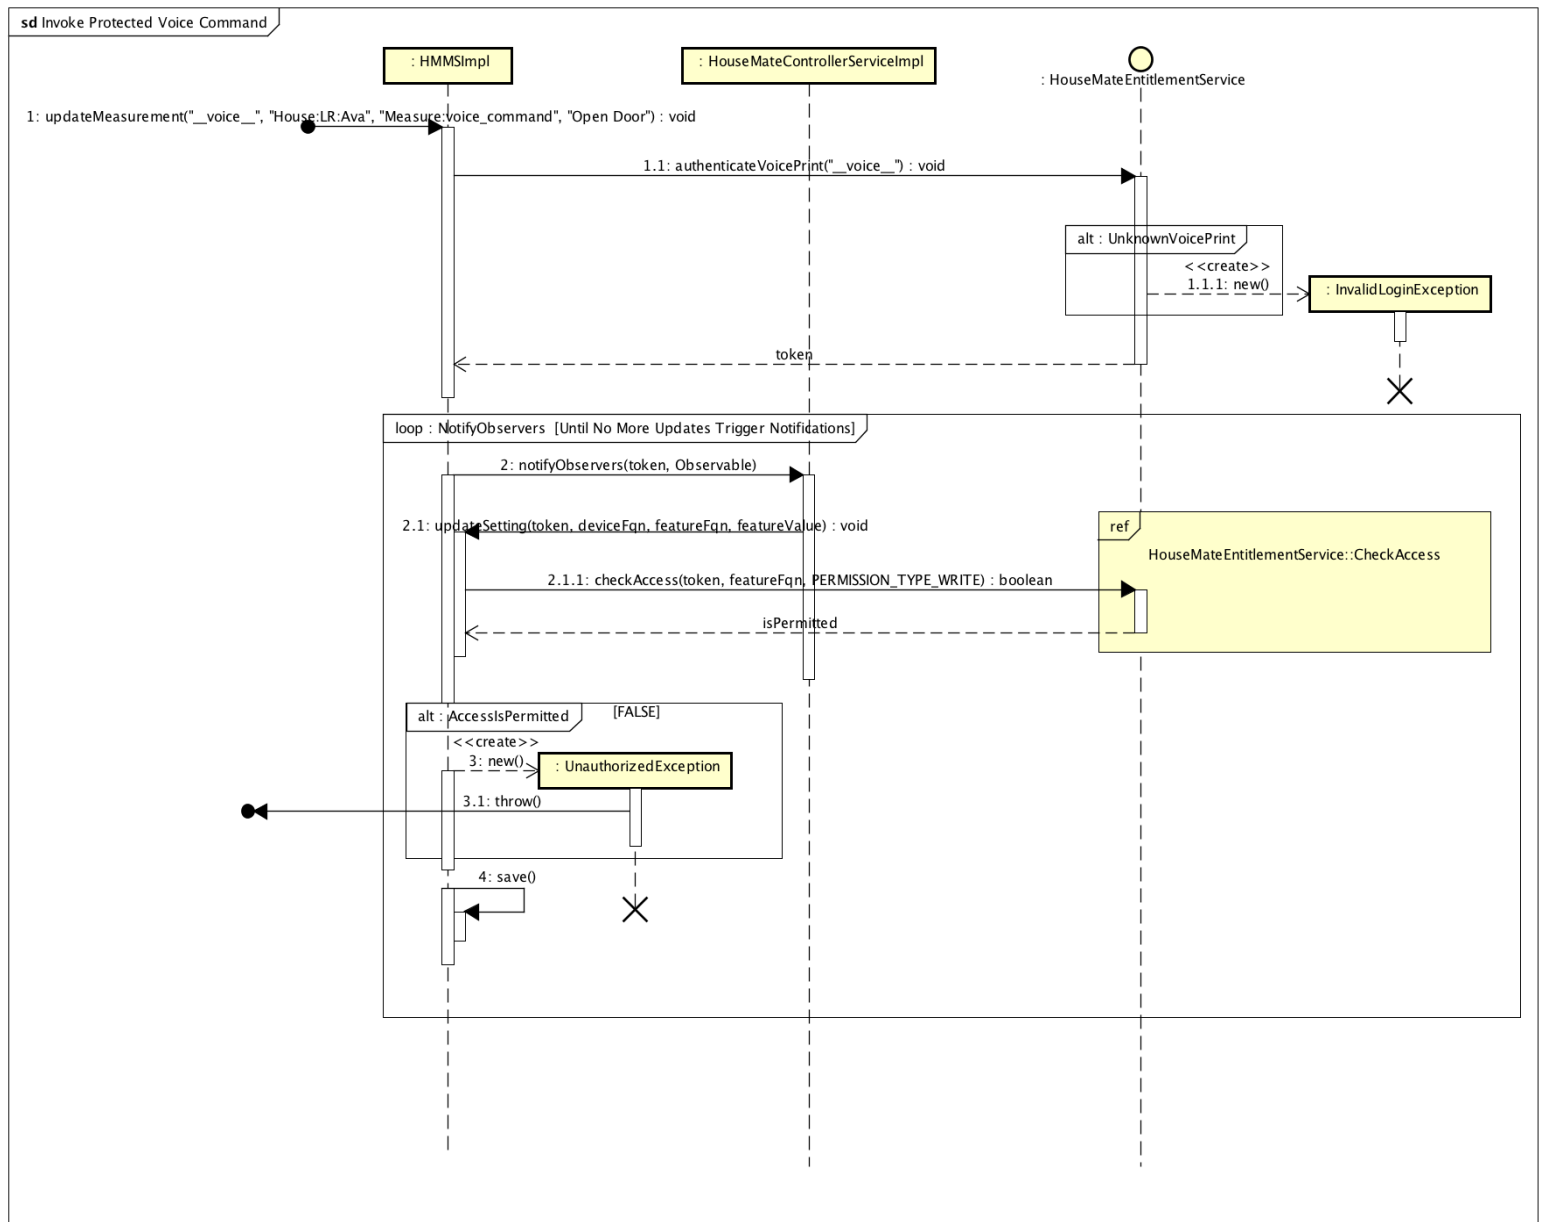 sd Invoke Protected Voice Command
: HMMSImpl
: HouseMateControllerServiceImpl
: HouseMateEntitlementService
1: updateMeasurement("__voice__", "House:LR:Ava", "Measure:voice_command", "Open Door") : void
1.1: authenticateVoicePrint("__voice__") : void
alt : UnknownVoicePrint
<<create>>
1.1.1: new()
: InvalidLoginException
token
loop : NotifyObservers [Until No More Updates Trigger Notifications]
2: notifyObservers(token, Observable)
2.1: updateSetting(token, deviceFqn, featureFqn, featureValue) : void
ref
HouseMateEntitlementService::CheckAccess
2.1.1: checkAccess(token, featureFqn, PERMISSION_TYPE_WRITE) : boolean
isPermitted
alt : AccessIsPermitted
[FALSE]
<<create>>
3: new()
: UnauthorizedException
3.1: throw()
4: save()